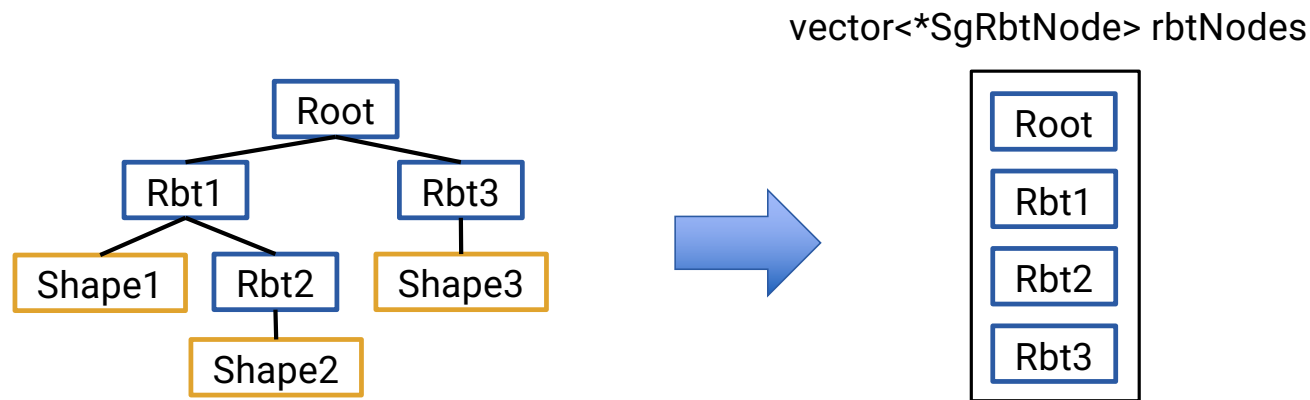 vector<*SgRbtNode> rbtNodes
Root
Rbt1
Rbt3
Shape1
Rbt2
Shape3
Shape2
Root
Rbt1
Rbt2
Rbt3